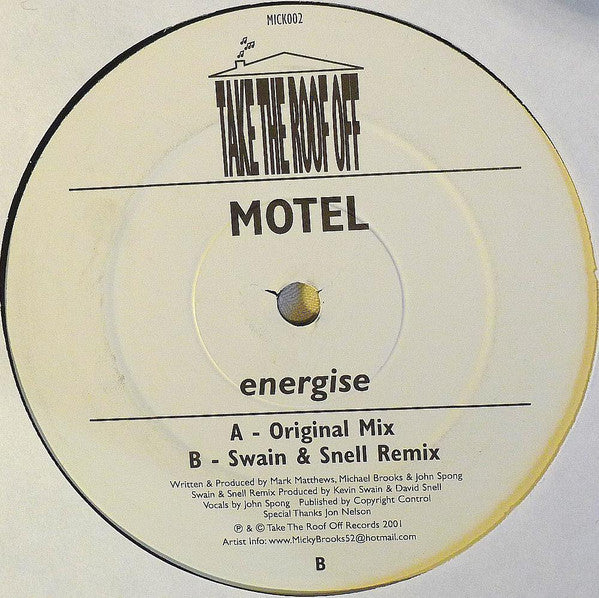 MICK002
TAKE THE ROOF OFF
MOTEL
energise
A - Original Mix
B - Swain & Snell Remix
Written & Produced by Mark Matthews, Michael Brooks & John Spong
Swain & Snell Remix Produced by Kevin Swain & David Snell
Vocals by John Spong Published by Copyright Control
Special Thanks Jon Nelson
℗ & © Take The Roof Off Records 2001
Artist Info: www.MickyBrooks52@hotmail.com
B